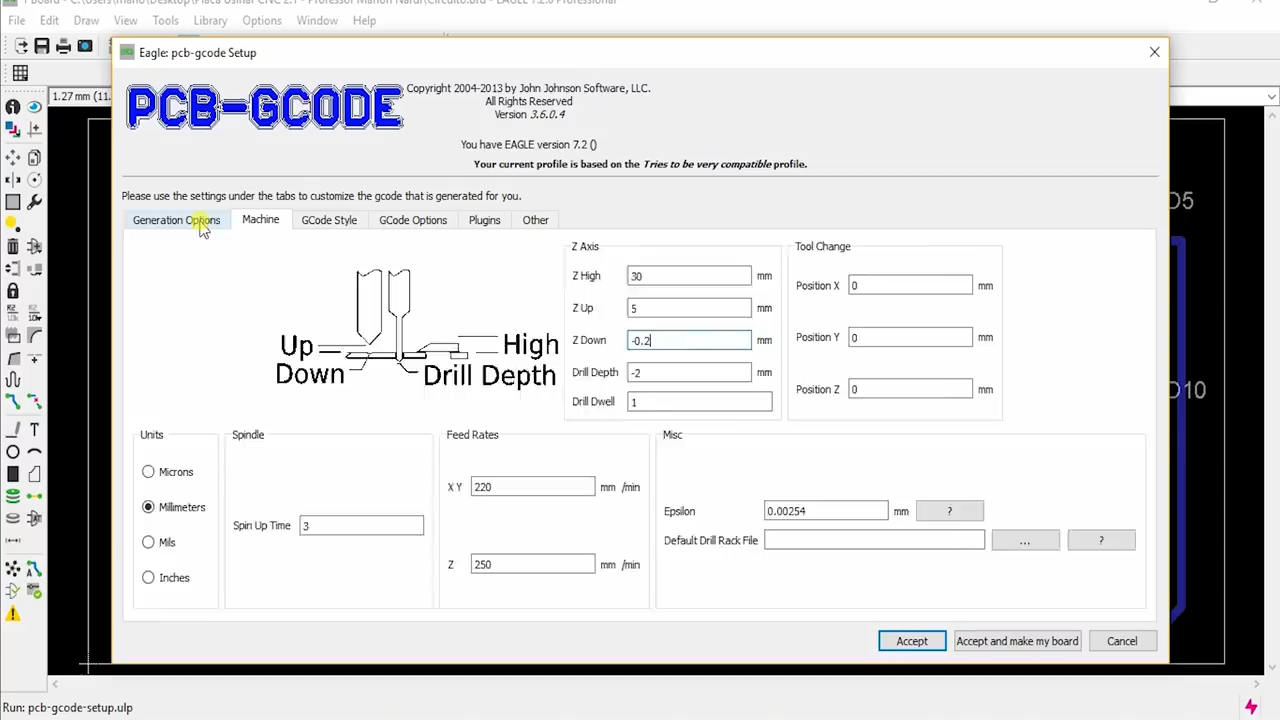 File Edit Draw View Tools Library Options Window Help
Eagle: pcb-gcode Setup
1.27 mm (11.
PCB-GCODE
Copyright 2004-2013 by John Johnson Software, LLC.
All Rights Reserved
Version 3.6.0.4
You have EAGLE version 7.2 ()
Your current profile is based on the Tries to be very compatible profile.
Please use the settings under the tabs to customize the gcode that is generated for you.
Generation Options Machine GCode Style GCode Options Plugins Other
Up
Down
High
Drill Depth
Z Axis
Z High 30 mm
Z Up 5 mm
Z Down -0.2 mm
Drill Depth -2 mm
Drill Dwell 1
Tool Change
Position X 0 mm
Position Y 0 mm
Position Z 0 mm
Units
Microns
Millimeters
Mils
Inches
Spindle
Spin Up Time 3
Feed Rates
X Y 220 mm /min
Z 250 mm /min
Misc
Epsilon 0.00254 mm ?
Default Drill Rack File ... ?
Accept Accept and make my board Cancel
D5
D10
Run: pcb-gcode-setup.ulp